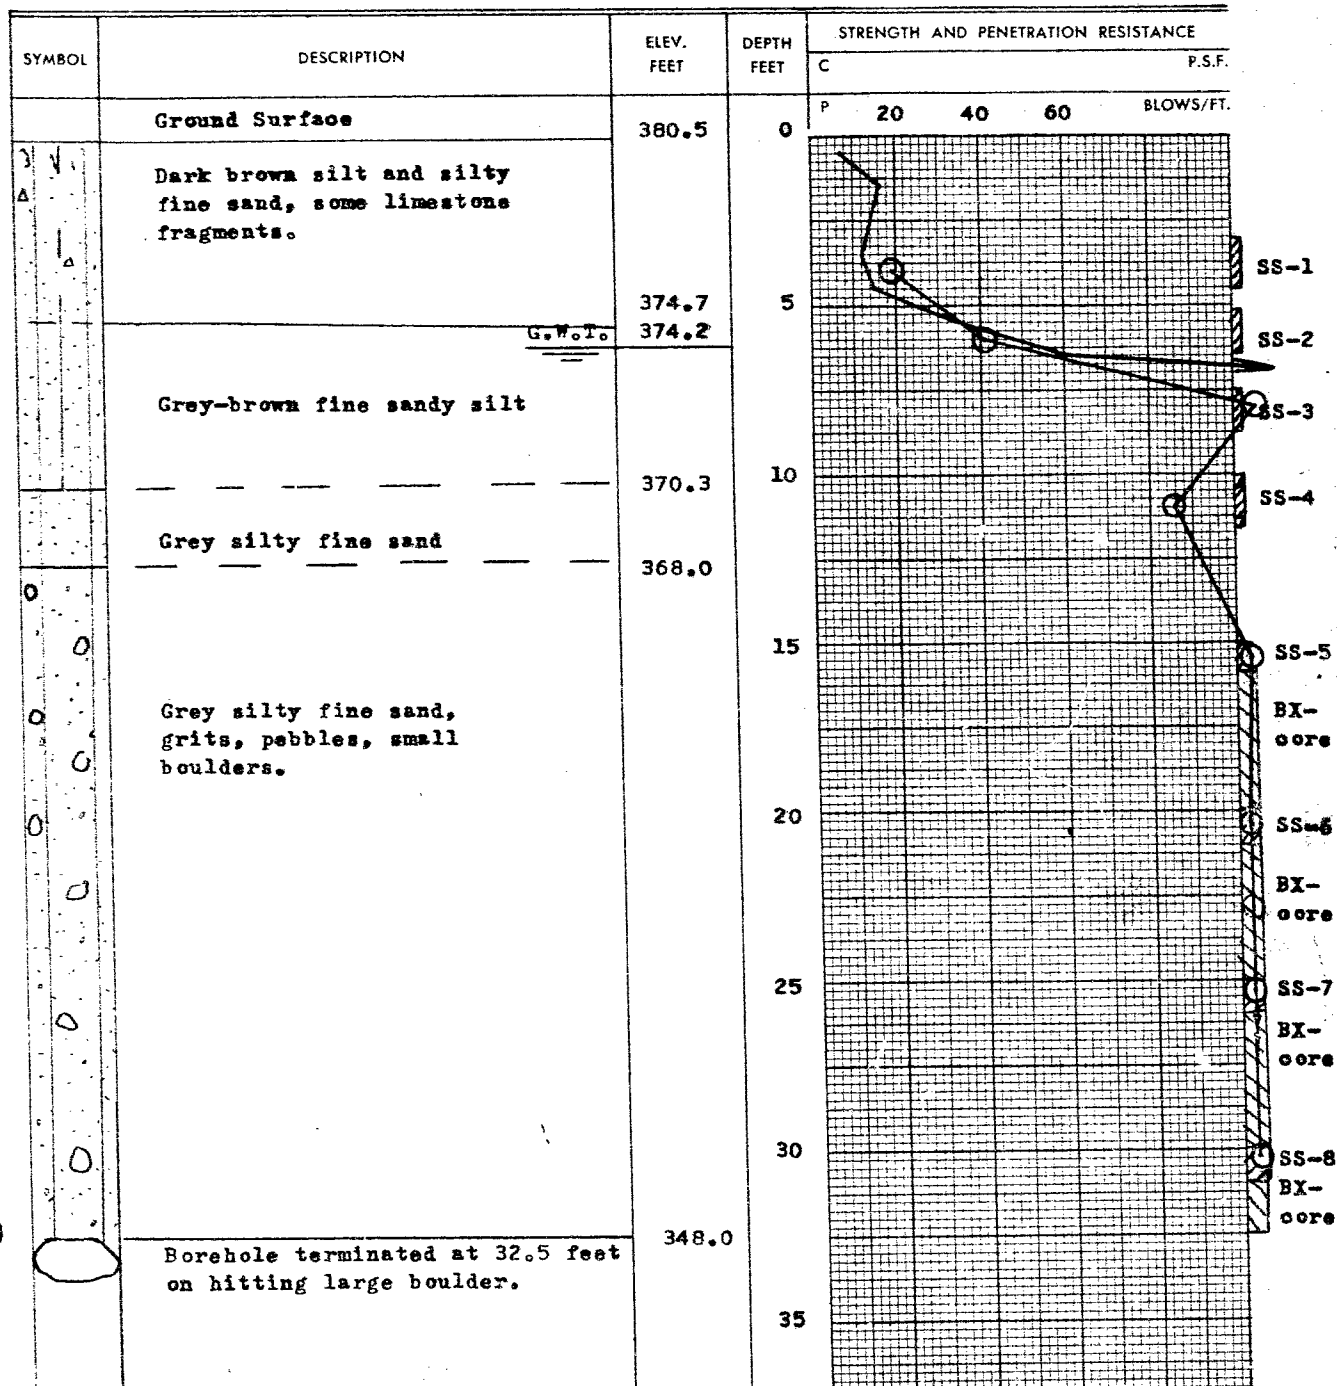 SYMBOL
DESCRIPTION
ELEV. FEET
DEPTH FEET
STRENGTH AND PENETRATION RESISTANCE
C P.S.F.
P 20 40 60 BLOWS/FT.
Ground Surface 380.5 0
Dark brown silt and silty
fine sand, some limestone
fragments.
SS-1
374.7 5
G.W.T. 374.2 SS-2
Grey-brown fine sandy silt SS-3
370.3 10
SS-4
Grey silty fine sand
368.0
15 SS-5
Grey silty fine sand, BX-
grits, pebbles, small core
boulders.
20 SS-6
BX-
core
25 SS-7
BX-
core
30 SS-8
BX-
core
348.0
Borehole terminated at 32.5 feet
on hitting large boulder.
35